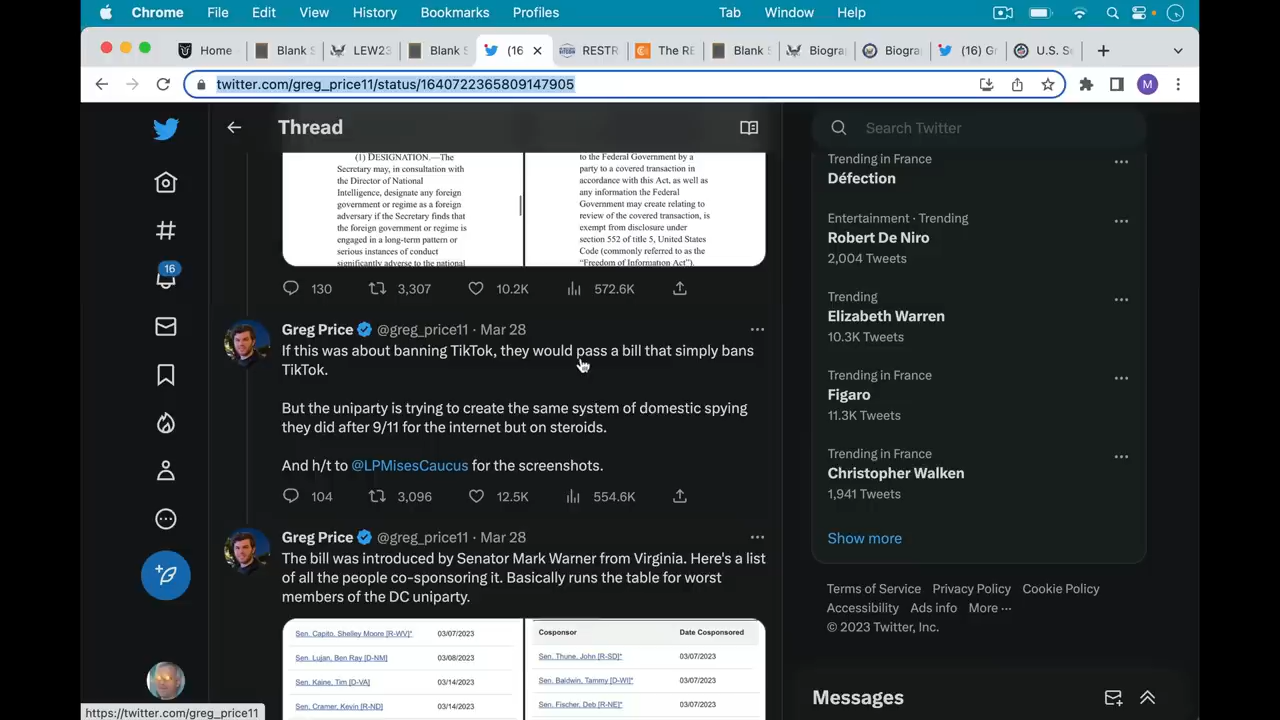 Chrome File Edit View History Bookmarks Profiles Tab Window Help
Home Blank S LEW23 Blank S (16 RESTR The RE Blank S Biogra Biogra (16) G U.S. Se
twitter.com/greg_price11/status/1640722365809147905
M
Thread
(1) DESIGNATION.—The
Secretary may, in consultation with
the Director of National
Intelligence, designate any foreign
government or regime as a foreign
adversary if the Secretary finds that
the foreign government or regime is
engaged in a long-term pattern or
serious instances of conduct
significantly adverse to the national
to the Federal Government by a
party to a covered transaction in
accordance with this Act, as well as
any information the Federal
Government may create relating to
review of the covered transaction, is
exempt from disclosure under
section 552 of title 5, United States
Code (commonly referred to as the
“Freedom of Information Act”).
130 3,307 10.2K 572.6K
Greg Price @greg_price11 · Mar 28
If this was about banning TikTok, they would pass a bill that simply bans
TikTok.
But the uniparty is trying to create the same system of domestic spying
they did after 9/11 for the internet but on steroids.
And h/t to @LPMisesCaucus for the screenshots.
104 3,096 12.5K 554.6K
Greg Price @greg_price11 · Mar 28
The bill was introduced by Senator Mark Warner from Virginia. Here's a list
of all the people co-sponsoring it. Basically runs the table for worst
members of the DC uniparty.
Sen. Capito, Shelley Moore [R-WV]* 03/07/2023
Sen. Lujan, Ben Ray [D-NM] 03/08/2023
Sen. Kaine, Tim [D-VA] 03/14/2023
Sen. Cramer, Kevin [R-ND] 03/14/2023
Cosponsor Date Cosponsored
Sen. Thune, John [R-SD]* 03/07/2023
Sen. Baldwin, Tammy [D-WI]* 03/07/2023
Sen. Fischer, Deb [R-NE]* 03/07/2023
16
Search Twitter
Trending in France
Défection
Entertainment · Trending
Robert De Niro
2,004 Tweets
Trending
Elizabeth Warren
10.3K Tweets
Trending in France
Figaro
11.3K Tweets
Trending in France
Christopher Walken
1,941 Tweets
Show more
Terms of Service Privacy Policy Cookie Policy
Accessibility Ads info More ···
© 2023 Twitter, Inc.
Messages
https://twitter.com/greg_price11